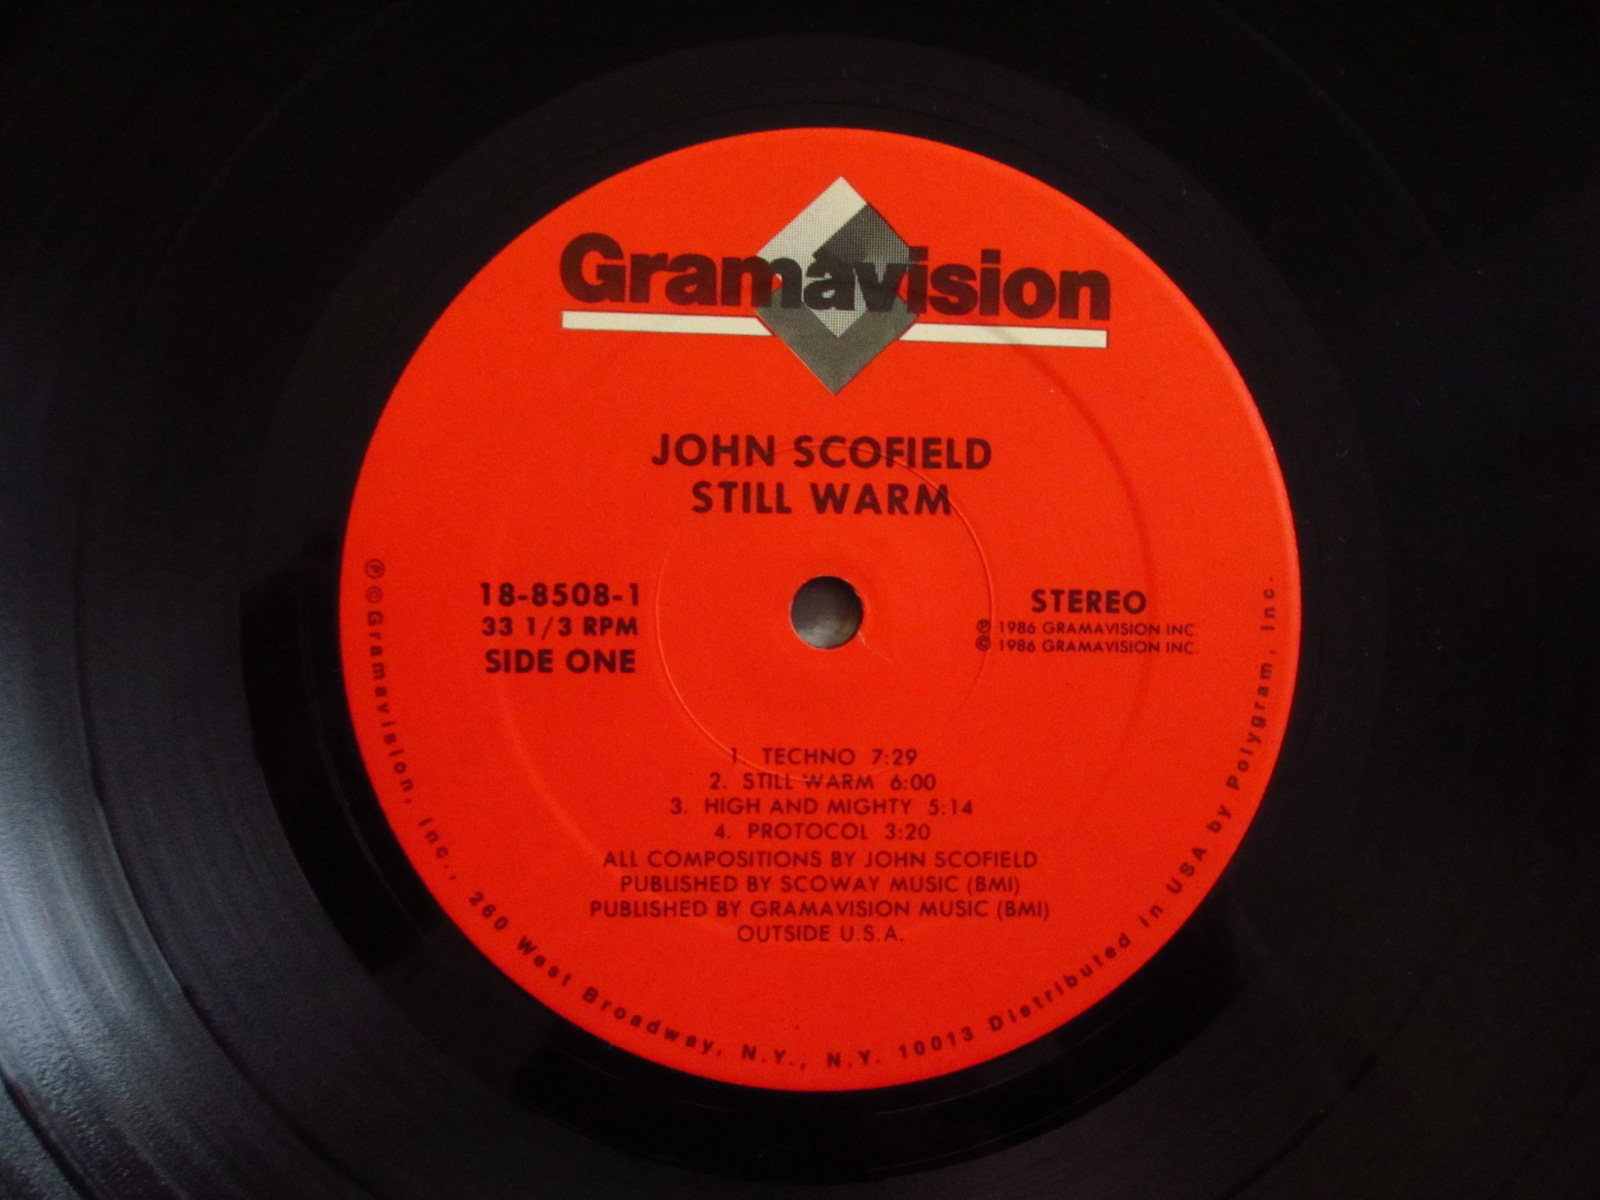 Gramavision
JOHN SCOFIELD
STILL WARM
18-8508-1
33 1/3 RPM
SIDE ONE
STEREO
℗ 1986 GRAMAVISION INC.
© 1986 GRAMAVISION INC.
1. TECHNO 7:29
2. STILL WARM 6:00
3. HIGH AND MIGHTY 5:14
4. PROTOCOL 3:20
ALL COMPOSITIONS BY JOHN SCOFIELD
PUBLISHED BY SCOWAY MUSIC (BMI)
PUBLISHED BY GRAMAVISION MUSIC (BMI)
OUTSIDE U.S.A.
℗ © Gramavision, Inc., 260 West Broadway, N.Y., N.Y. 10013 Distributed in USA by Polygram, Inc.